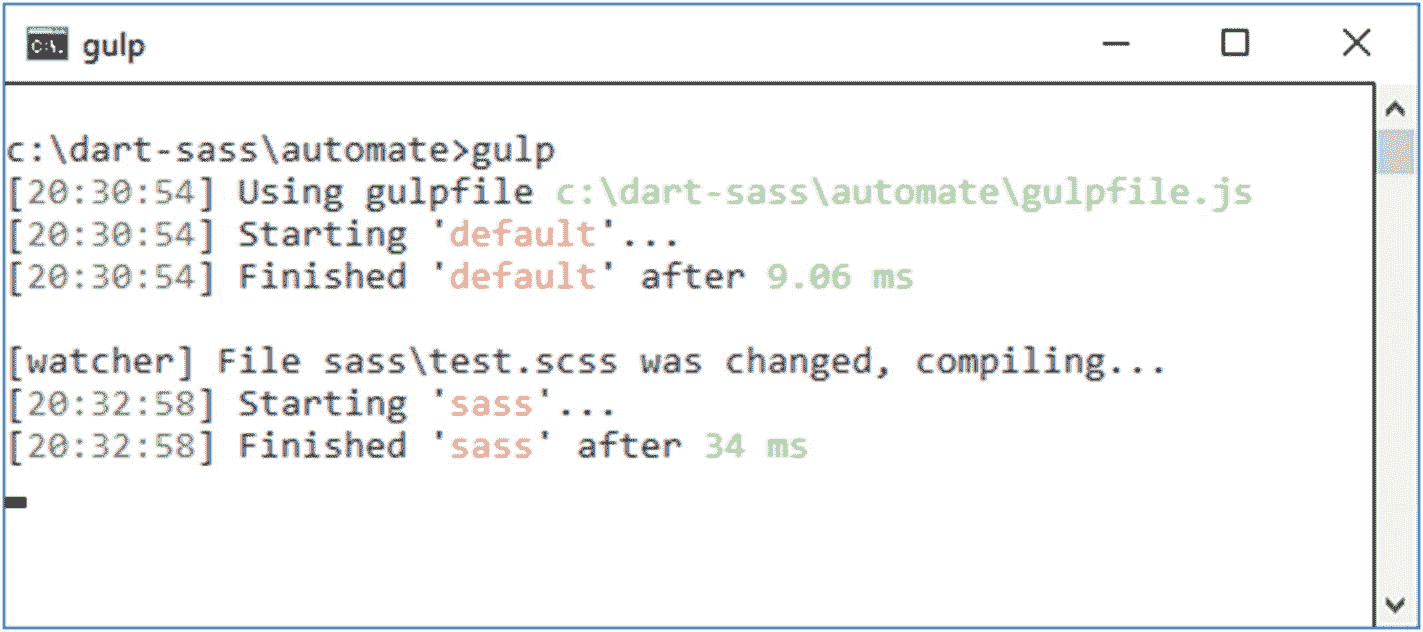 gulp
c:\dart-sass\automate>gulp
[20:30:54] Using gulpfile c:\dart-sass\automate\gulpfile.js
[20:30:54] Starting 'default'...
[20:30:54] Finished 'default' after 9.06 ms
[watcher] File sass\test.scss was changed, compiling...
[20:32:58] Starting 'sass'...
[20:32:58] Finished 'sass' after 34 ms